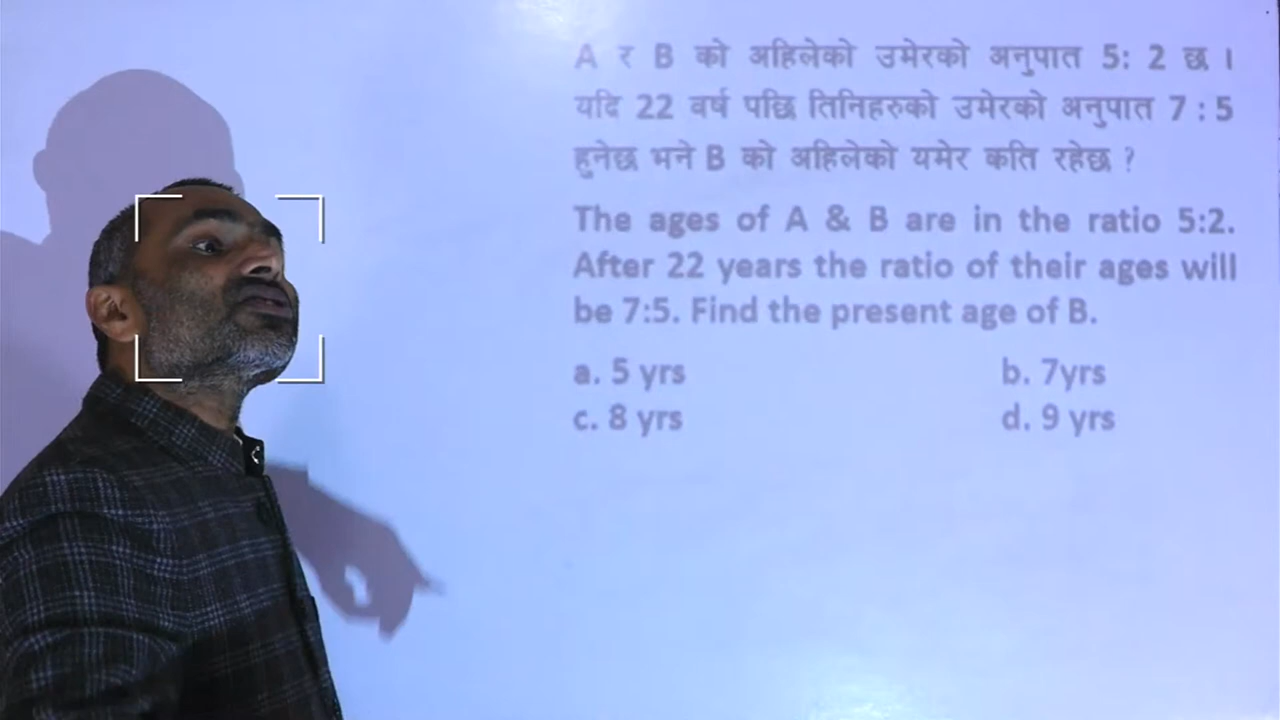 A र B को अहिलेको उमेरको अनुपात 5: 2 छ ।
यदि 22 वर्ष पछि तिनिहरुको उमेरको अनुपात 7 : 5
हुनेछ भने B को अहिलेको यमेर कति रहेछ ?
The ages of A & B are in the ratio 5:2.
After 22 years the ratio of their ages will
be 7:5. Find the present age of B.
a. 5 yrs b. 7yrs
c. 8 yrs d. 9 yrs